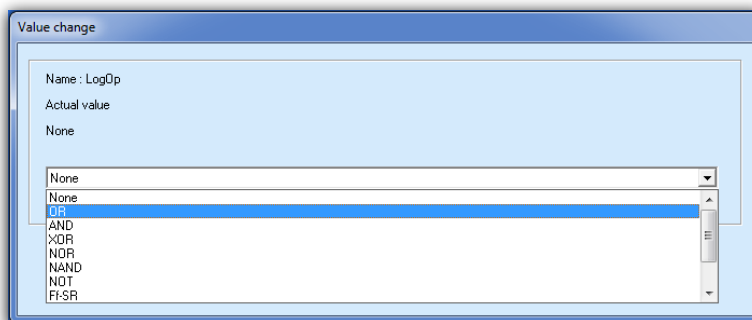 Value change
Name : LogOp
Actual value
None
None
None
OR
AND
XOR
NOR
NAND
NOT
Ff-SR